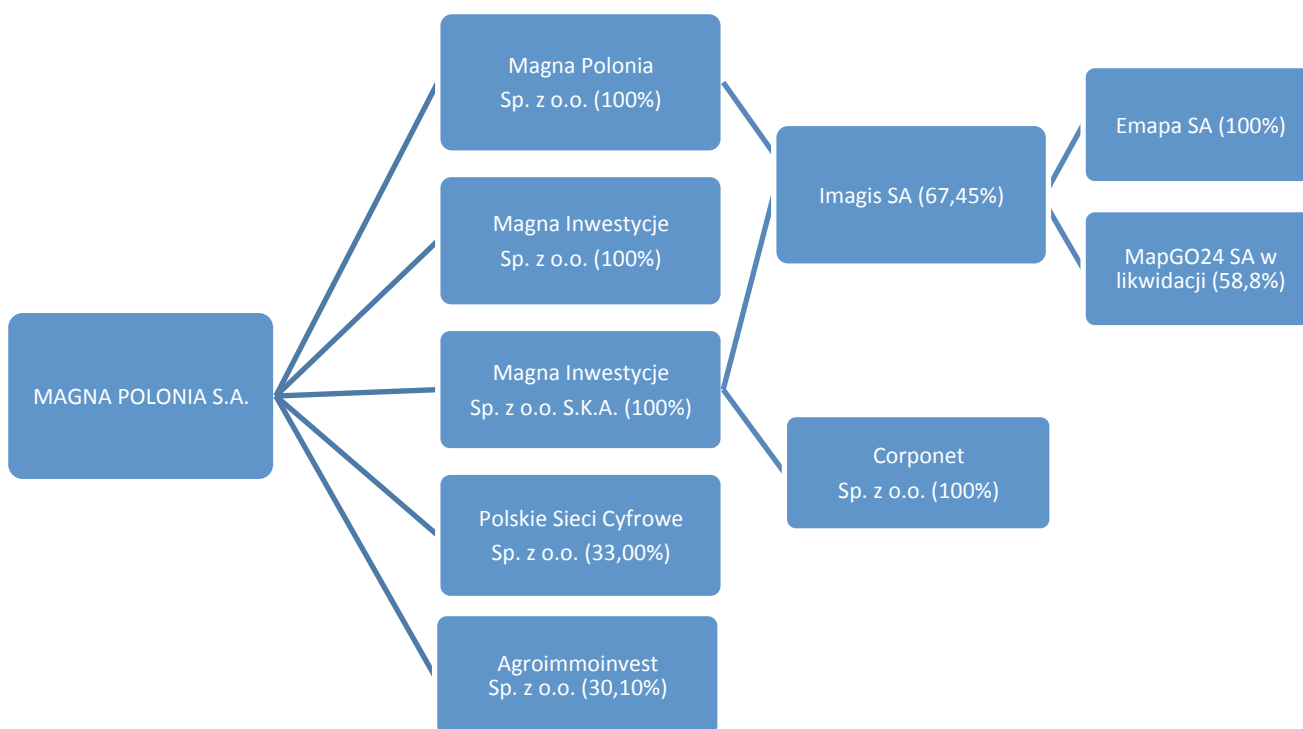 MAGNA POLONIA S.A.
Magna Polonia
Sp. z o.o. (100%)
Magna Inwestycje
Sp. z o.o. (100%)
Magna Inwestycje
Sp. z o.o. S.K.A. (100%)
Polskie Sieci Cyfrowe
Sp. z o.o. (33,00%)
Agroimmoinvest
Sp. z o.o. (30,10%)
Imagis SA (67,45%)
Corponet
Sp. z o.o. (100%)
Emapa SA (100%)
MapGO24 SA w
likwidacji (58,8%)